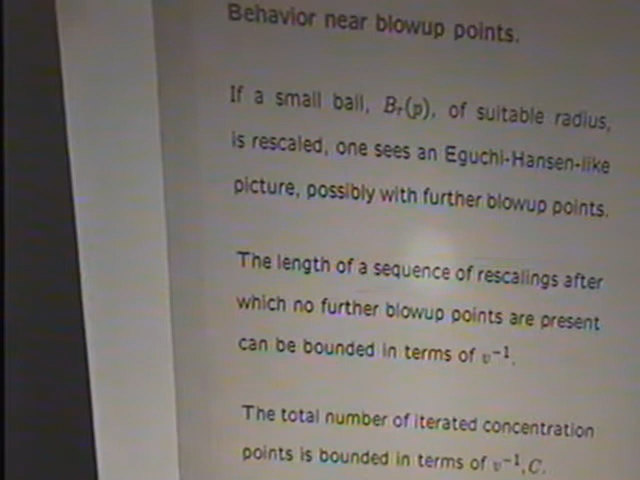 Behavior near blowup points.
If a small ball, Bᵣ(p), of suitable radius,
is rescaled, one sees an Eguchi-Hansen-like
picture, possibly with further blowup points.
The length of a sequence of rescalings after
which no further blowup points are present
can be bounded in terms of v⁻¹.
The total number of iterated concentration
points is bounded in terms of v⁻¹, C.